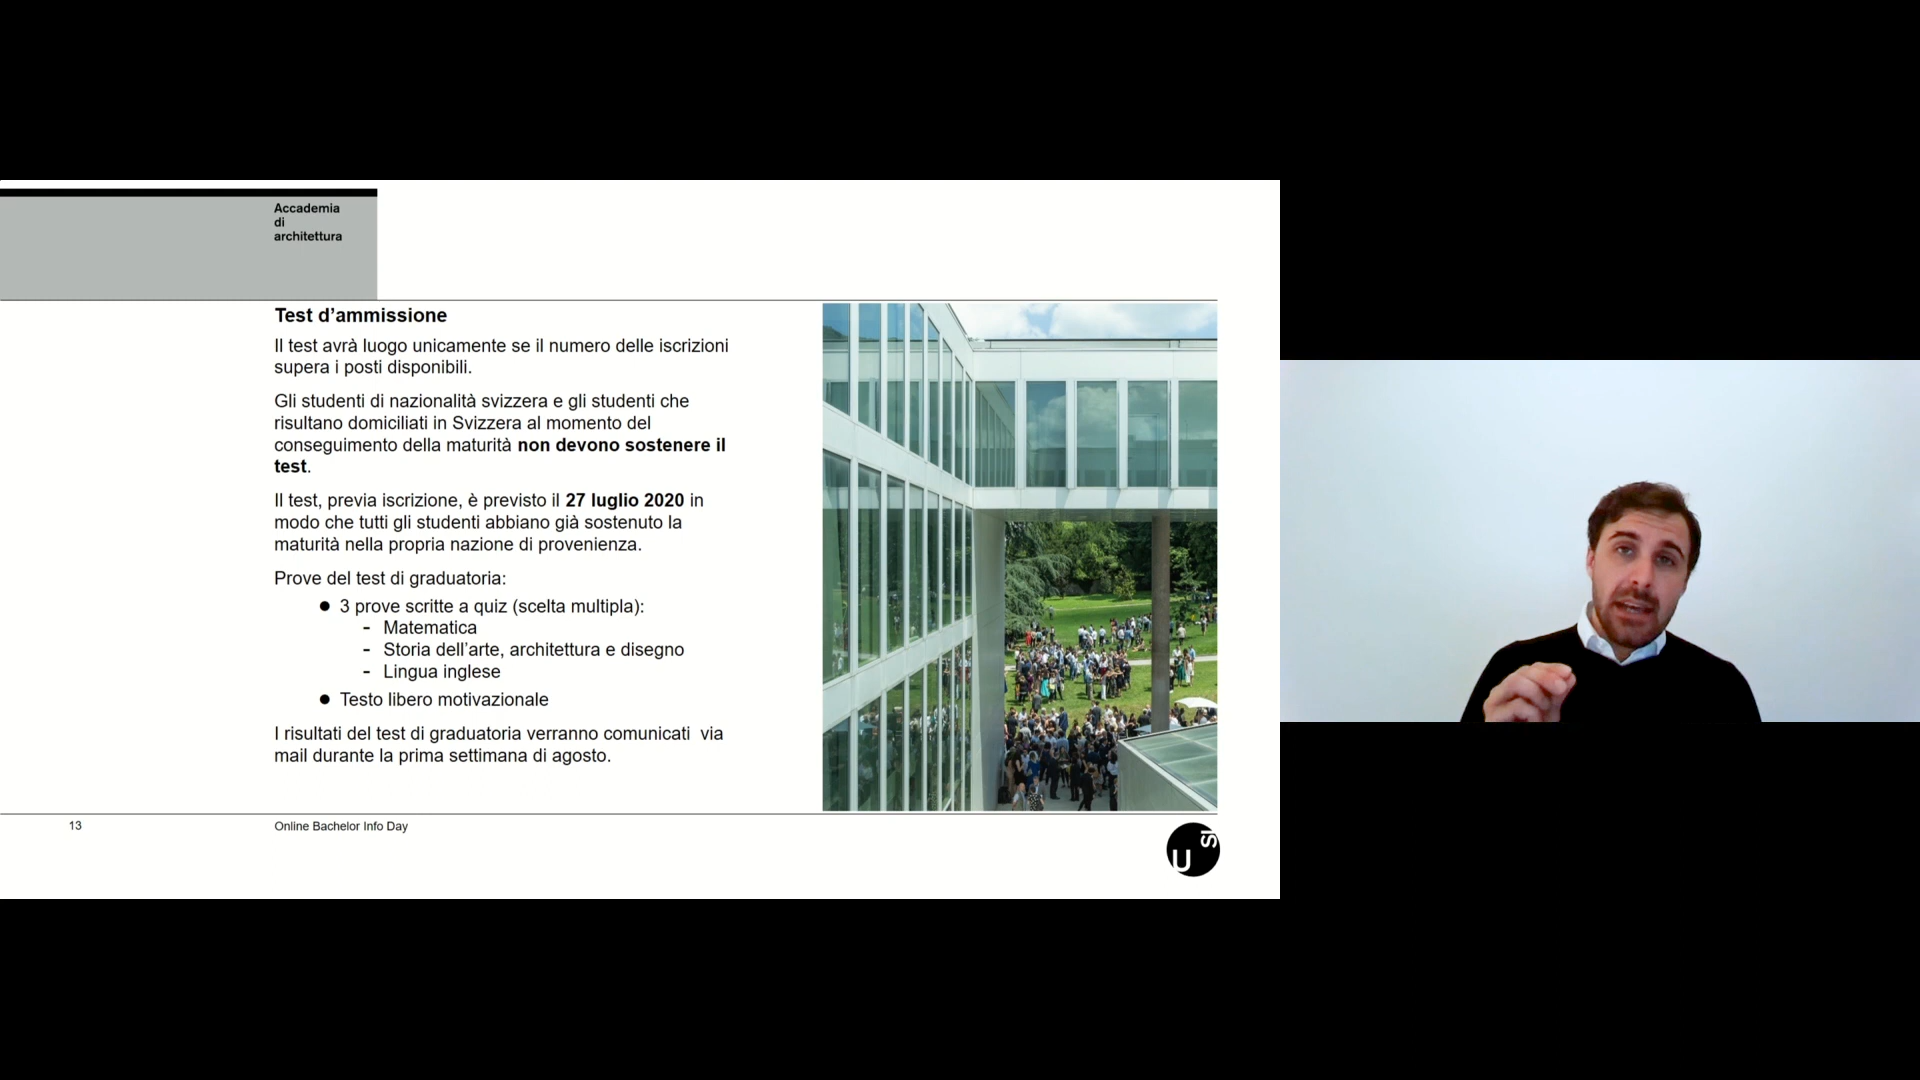 Accademia
di
architettura
Test d’ammissione
Il test avrà luogo unicamente se il numero delle iscrizioni
supera i posti disponibili.
Gli studenti di nazionalità svizzera e gli studenti che
risultano domiciliati in Svizzera al momento del
conseguimento della maturità non devono sostenere il
test.
Il test, previa iscrizione, è previsto il 27 luglio 2020 in
modo che tutti gli studenti abbiano già sostenuto la
maturità nella propria nazione di provenienza.
Prove del test di graduatoria:
● 3 prove scritte a quiz (scelta multipla):
- Matematica
- Storia dell’arte, architettura e disegno
- Lingua inglese
● Testo libero motivazionale
I risultati del test di graduatoria verranno comunicati via
mail durante la prima settimana di agosto.
13
Online Bachelor Info Day
U
SI